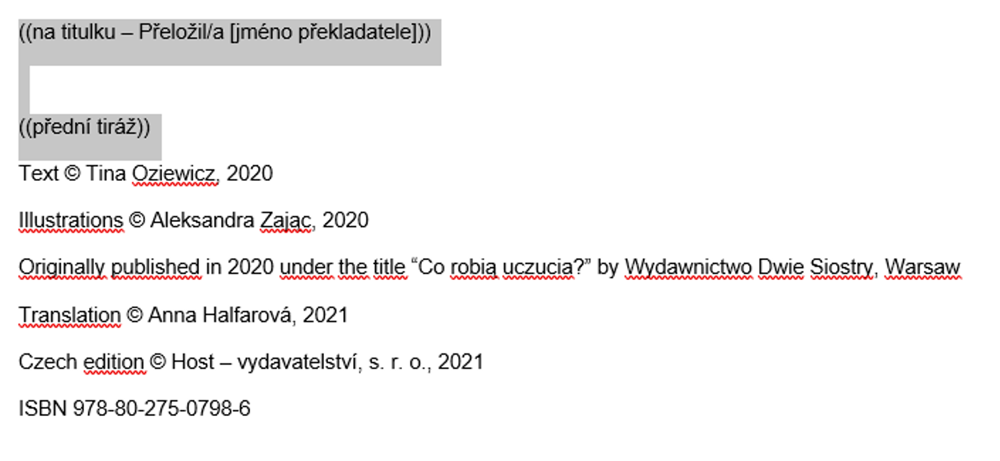 ((na titulku – Přeložil/a [jméno překladatele]))
((přední tiráž))
Text © Tina Oziewicz, 2020
Illustrations © Aleksandra Zając, 2020
Originally published in 2020 under the title “Co robią uczucia?” by Wydawnictwo Dwie Siostry, Warsaw
Translation © Anna Halfarová, 2021
Czech edition © Host – vydavatelství, s. r. o., 2021
ISBN 978-80-275-0798-6